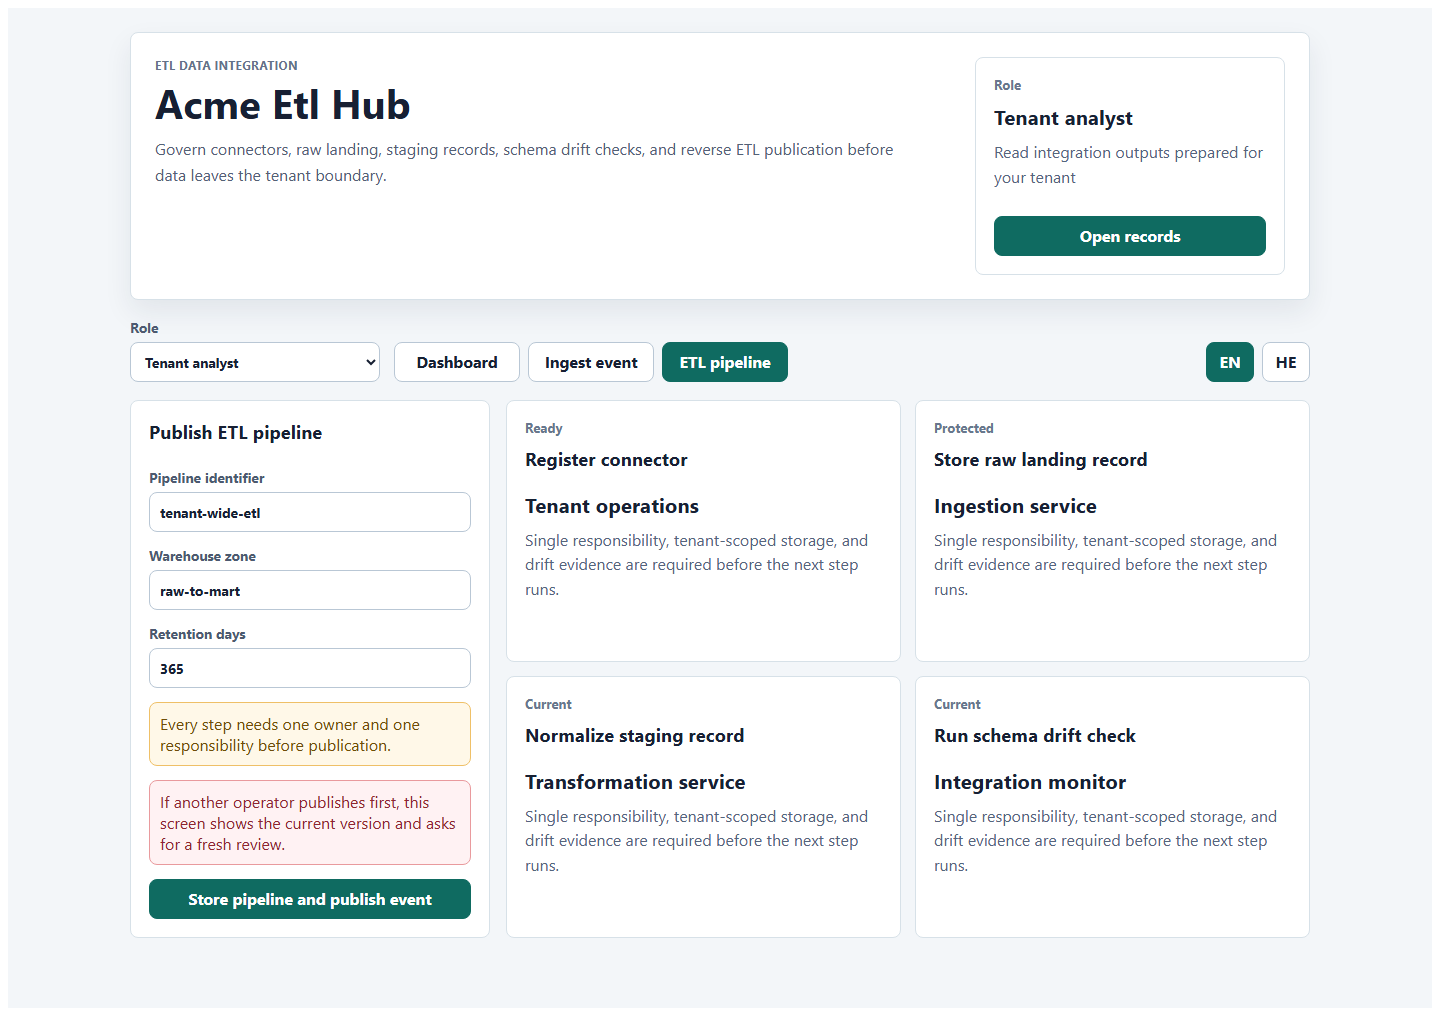 ETL DATA INTEGRATION
Acme Etl Hub
Govern connectors, raw landing, staging records, schema drift checks, and reverse ETL publication before
data leaves the tenant boundary.
Role
Tenant analyst
Read integration outputs prepared for
your tenant
Open records
Role
Tenant analyst
Dashboard
Ingest event
ETL pipeline
EN
HE
Publish ETL pipeline
Pipeline identifier
tenant-wide-etl
Warehouse zone
raw-to-mart
Retention days
365
Every step needs one owner and one
responsibility before publication.
If another operator publishes first, this
screen shows the current version and asks
for a fresh review.
Store pipeline and publish event
Ready
Register connector
Tenant operations
Single responsibility, tenant-scoped storage, and
drift evidence are required before the next step
runs.
Protected
Store raw landing record
Ingestion service
Single responsibility, tenant-scoped storage, and
drift evidence are required before the next step
runs.
Current
Normalize staging record
Transformation service
Single responsibility, tenant-scoped storage, and
drift evidence are required before the next step
runs.
Current
Run schema drift check
Integration monitor
Single responsibility, tenant-scoped storage, and
drift evidence are required before the next step
runs.